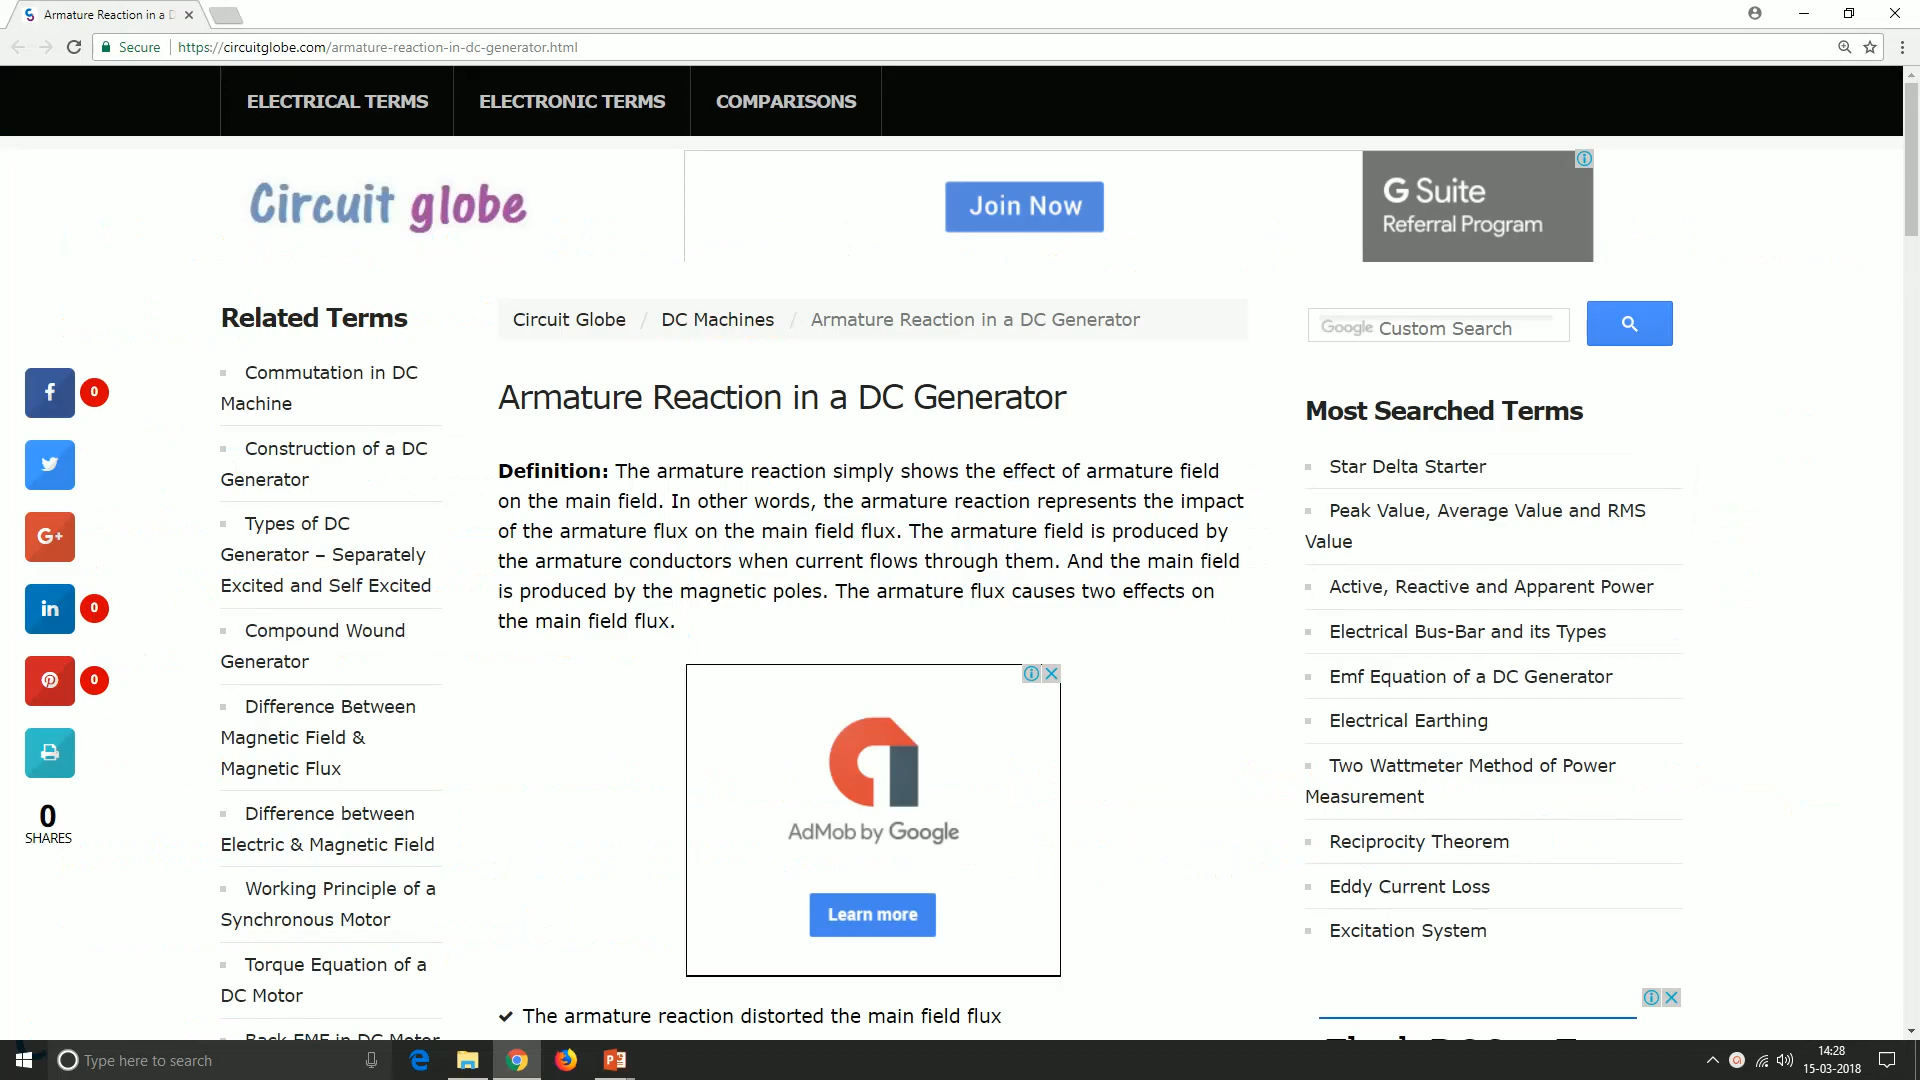 Armature Reaction in a D
Secure
https://circuitglobe.com/armature-reaction-in-dc-generator.html
ELECTRICAL TERMS
ELECTRONIC TERMS
COMPARISONS
Circuit globe
Join Now
G Suite
Referral Program
Related Terms
Commutation in DC
Machine
Construction of a DC
Generator
Types of DC
Generator – Separately
Excited and Self Excited
Compound Wound
Generator
Difference Between
Magnetic Field &
Magnetic Flux
Difference between
Electric & Magnetic Field
Working Principle of a
Synchronous Motor
Torque Equation of a
DC Motor
Back EMF in DC Motor
0
0
0
0
SHARES
Circuit Globe / DC Machines / Armature Reaction in a DC Generator
Armature Reaction in a DC Generator
Definition: The armature reaction simply shows the effect of armature field
on the main field. In other words, the armature reaction represents the impact
of the armature flux on the main field flux. The armature field is produced by
the armature conductors when current flows through them. And the main field
is produced by the magnetic poles. The armature flux causes two effects on
the main field flux.
AdMob by Google
Learn more
The armature reaction distorted the main field flux
Google Custom Search
Most Searched Terms
Star Delta Starter
Peak Value, Average Value and RMS
Value
Active, Reactive and Apparent Power
Electrical Bus-Bar and its Types
Emf Equation of a DC Generator
Electrical Earthing
Two Wattmeter Method of Power
Measurement
Reciprocity Theorem
Eddy Current Loss
Excitation System
Type here to search
14:28
15-03-2018